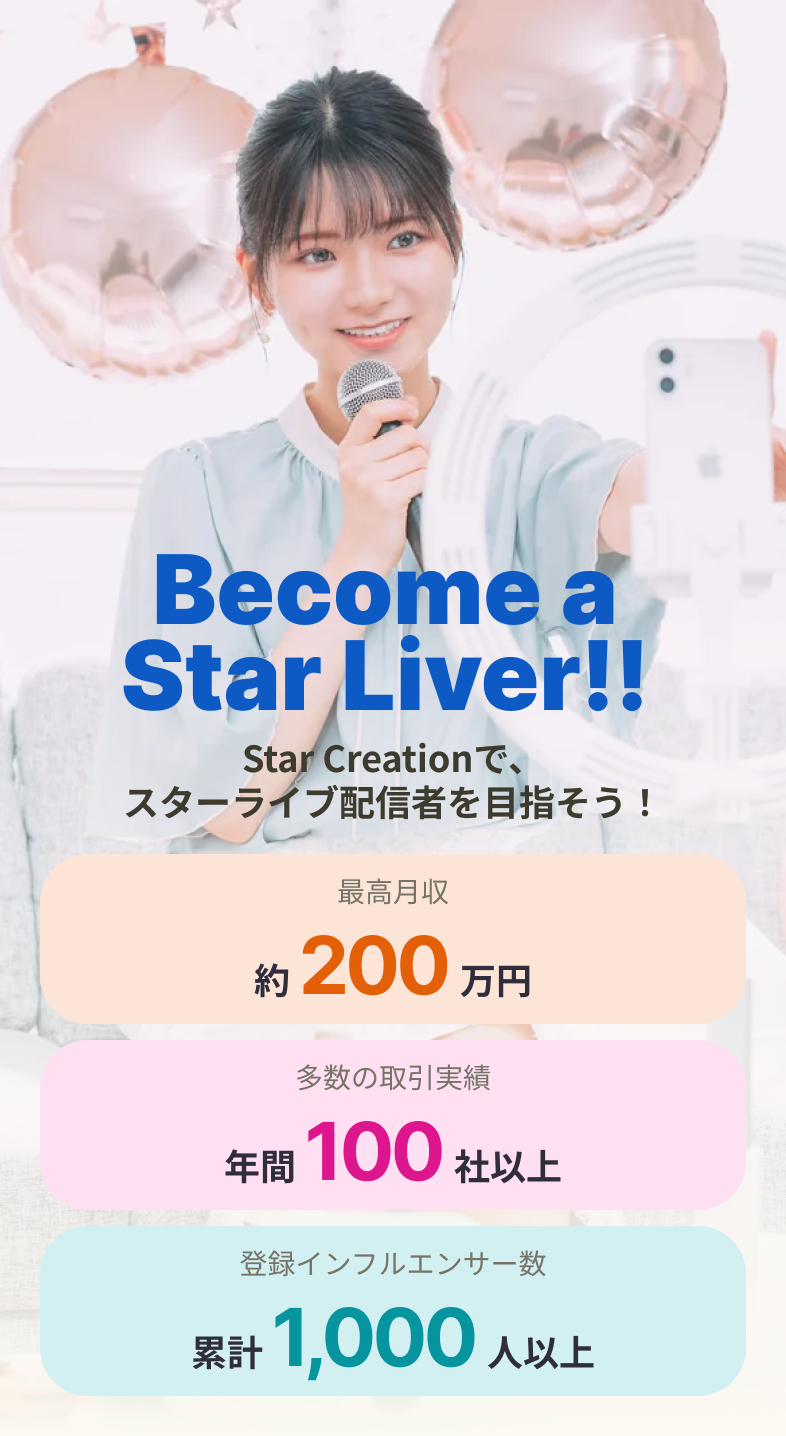 Become a
Star Liver!!
Star Creationで、
スターライブ配信者を目指そう！
最高月収
約 200 万円
多数の取引実績
年間 100 社以上
登録インフルエンサー数
累計 1,000 人以上